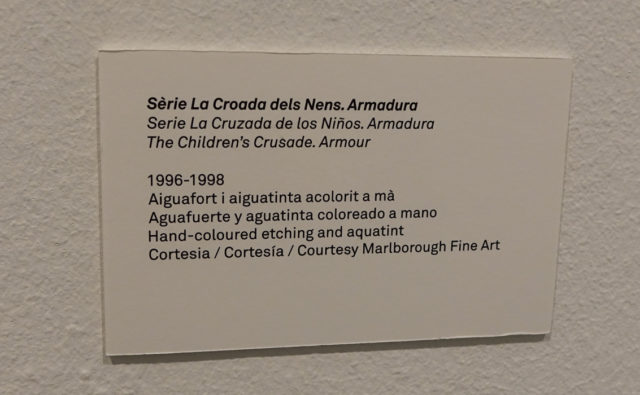 Sèrie La Croada dels Nens. Armadura
Serie La Cruzada de los Niños. Armadura
The Children's Crusade. Armour
1996-1998
Aiguafort i aiguatinta acolorit a mà
Aguafuerte y aguatinta coloreado a mano
Hand-coloured etching and aquatint
Cortesia / Cortesía / Courtesy Marlborough Fine Art